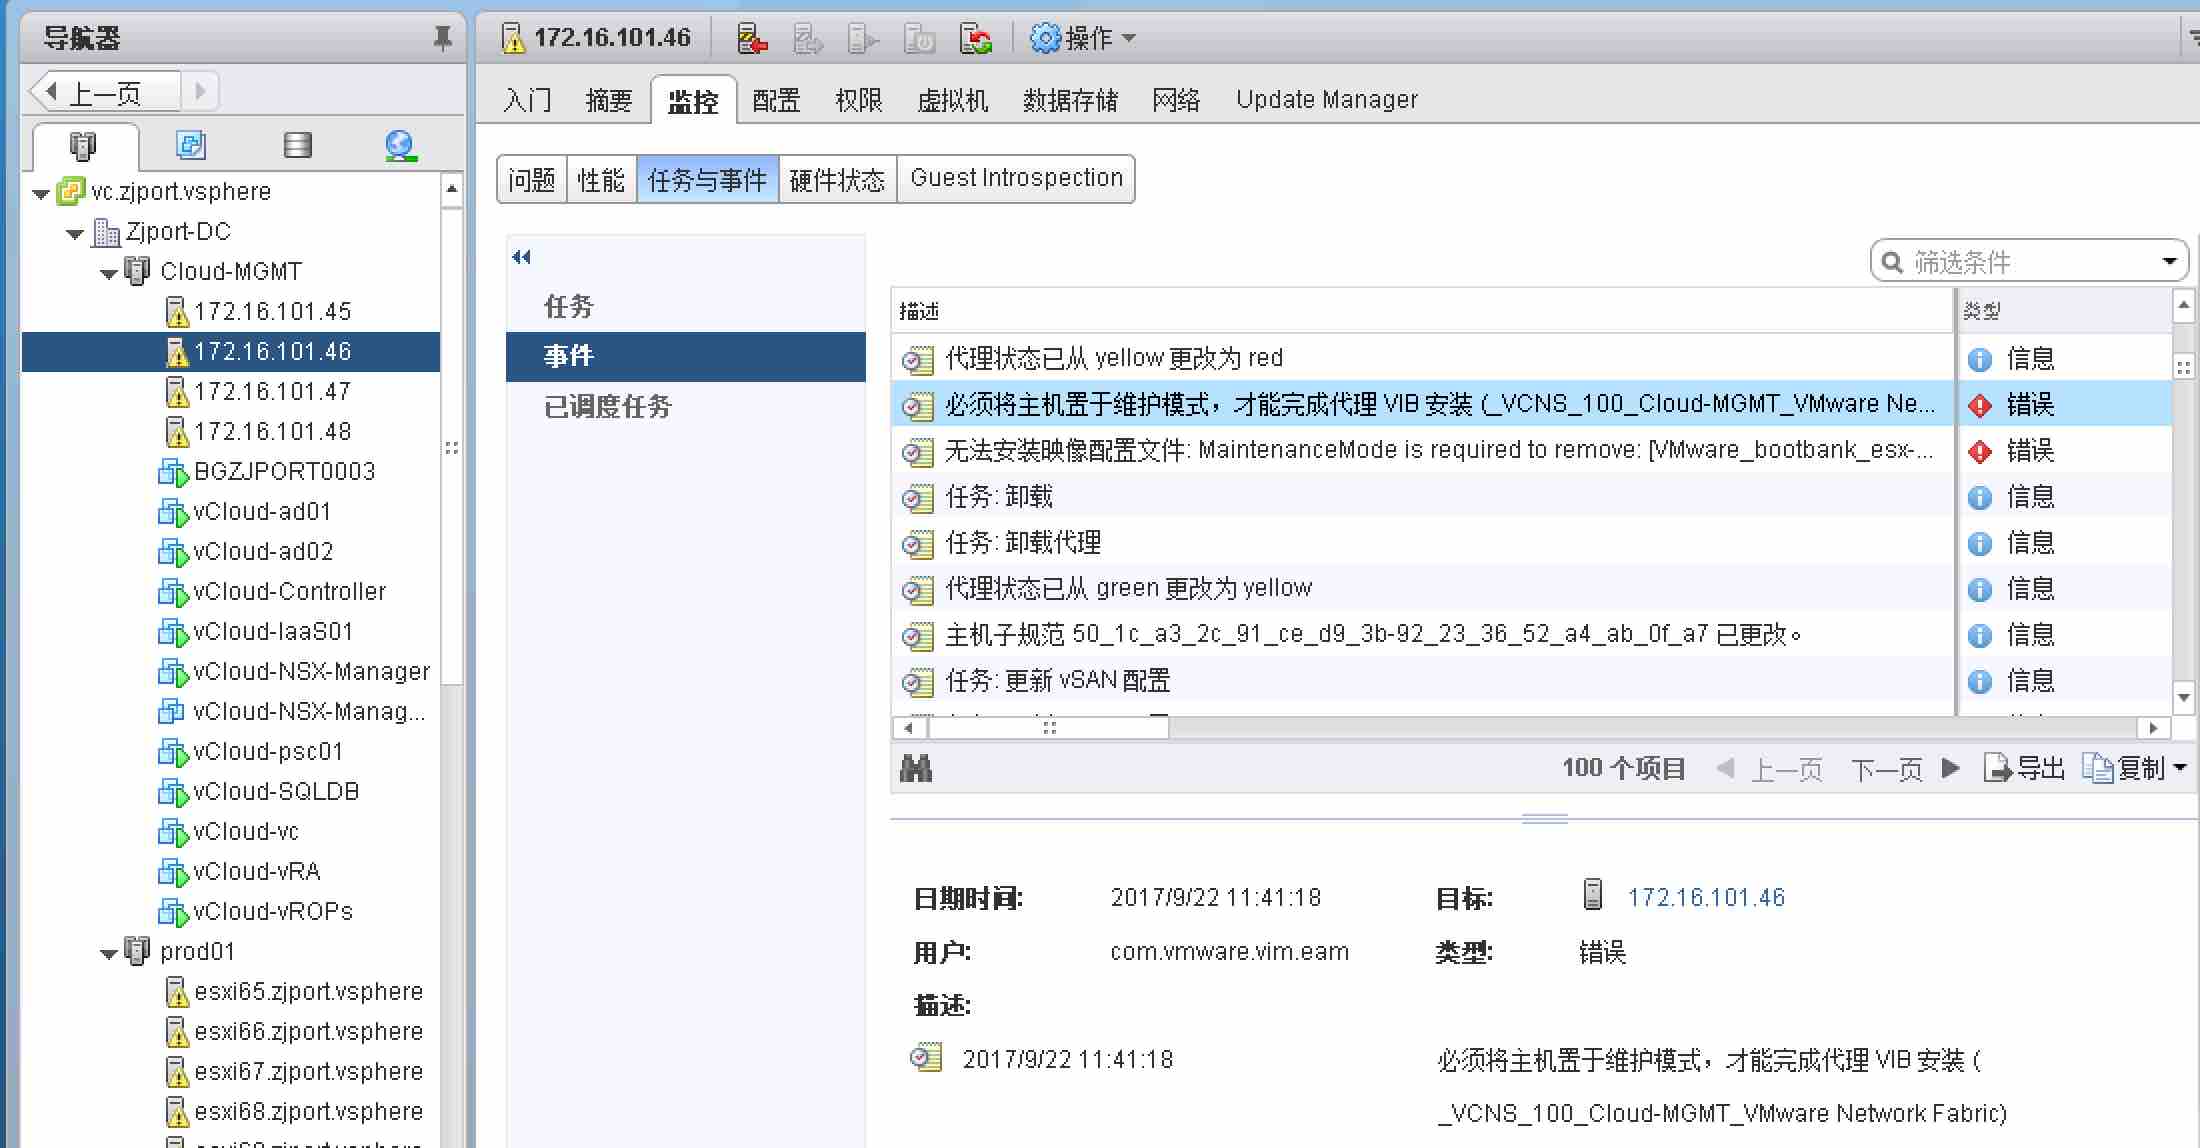 导航器
上一页
vc.zjport.vsphere
Zjport-DC
Cloud-MGMT
172.16.101.45
172.16.101.46
172.16.101.47
172.16.101.48
BGZJPORT0003
vCloud-ad01
vCloud-ad02
vCloud-Controller
vCloud-IaaS01
vCloud-NSX-Manager
vCloud-NSX-Manag...
vCloud-psc01
vCloud-SQLDB
vCloud-vc
vCloud-vRA
vCloud-vROPs
prod01
esxi65.zjport.vsphere
esxi66.zjport.vsphere
esxi67.zjport.vsphere
esxi68.zjport.vsphere
172.16.101.46 操作
入门 摘要 监控 配置 权限 虚拟机 数据存储 网络 Update Manager
问题 性能 任务与事件 硬件状态 Guest Introspection
任务
事件
已调度任务
筛选条件
描述 类型
代理状态已从 yellow 更改为 red 信息
必须将主机置于维护模式，才能完成代理 VIB 安装 (_VCNS_100_Cloud-MGMT_VMware Ne... 错误
无法安装映像配置文件: MaintenanceMode is required to remove: [VMware_bootbank_esx-... 错误
任务: 卸载 信息
任务: 卸载代理 信息
代理状态已从 green 更改为 yellow 信息
主机子规范 50_1c_a3_2c_91_ce_d9_3b-92_23_36_52_a4_ab_0f_a7 已更改。 信息
任务: 更新 vSAN 配置 信息
100 个项目 上一页 下一页 导出 复制
日期时间: 2017/9/22 11:41:18 目标: 172.16.101.46
用户: com.vmware.vim.eam 类型: 错误
描述:
2017/9/22 11:41:18 必须将主机置于维护模式，才能完成代理 VIB 安装 (
_VCNS_100_Cloud-MGMT_VMware Network Fabric)